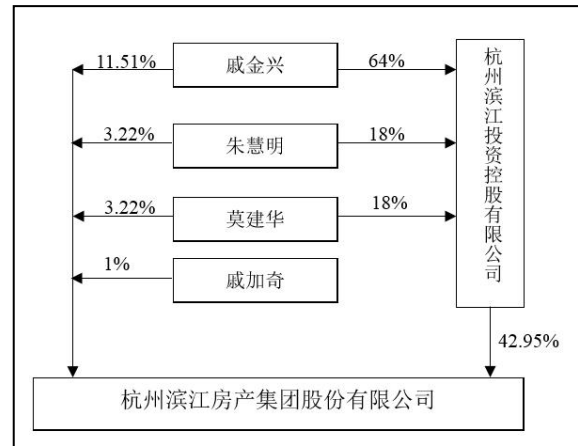 11.51%
戚金兴
64%
3.22%
朱慧明
18%
3.22%
莫建华
18%
1%
戚加奇
杭州滨江投资控股有限公司
42.95%
杭州滨江房产集团股份有限公司